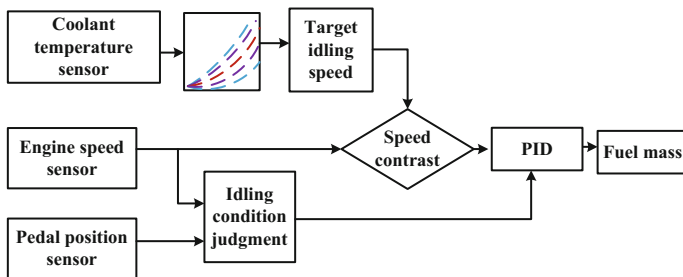 Coolant
temperature
sensor
Target
idling
speed
Engine speed
sensor
Speed
contrast
PID
Fuel mass
Idling
condition
judgment
Pedal position
sensor